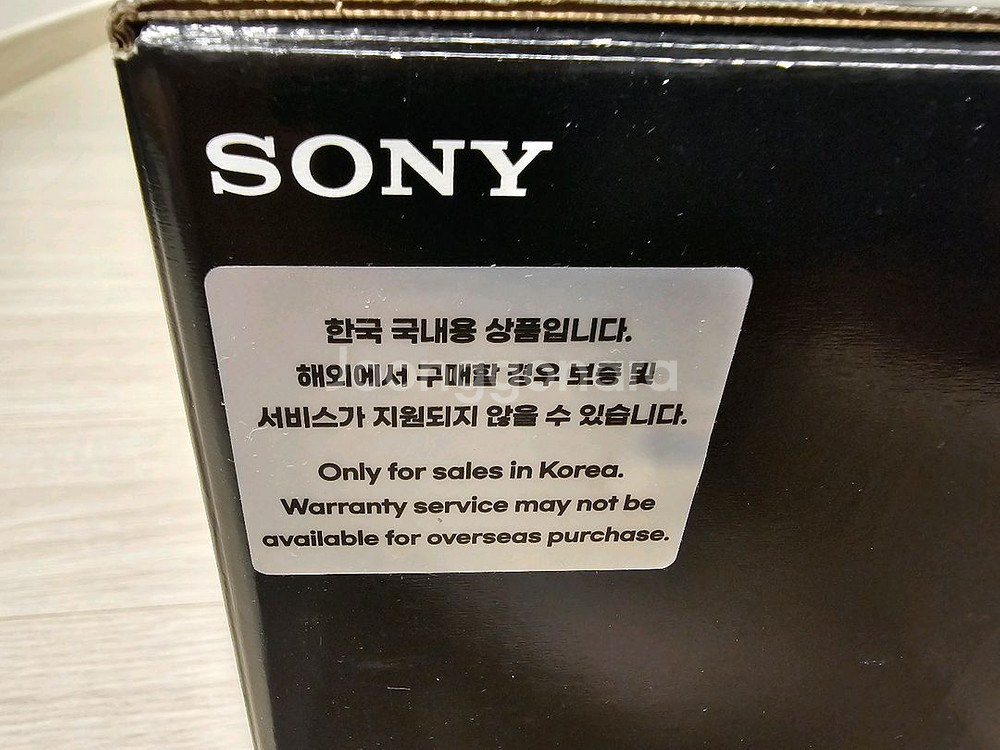 SONY
한국 국내용 상품입니다.
해외에서 구매할 경우 보증 및
서비스가 지원되지 않을 수 있습니다.
Only for sales in Korea.
Warranty service may not be
available for overseas purchase.
Joonggonara